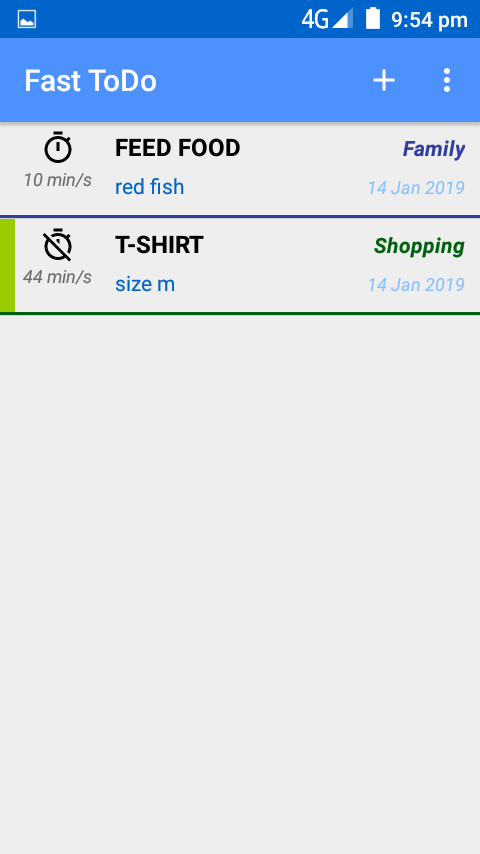 4G 9:54 pm
Fast ToDo
FEED FOOD Family
10 min/s red fish 14 Jan 2019
T-SHIRT Shopping
44 min/s size m 14 Jan 2019